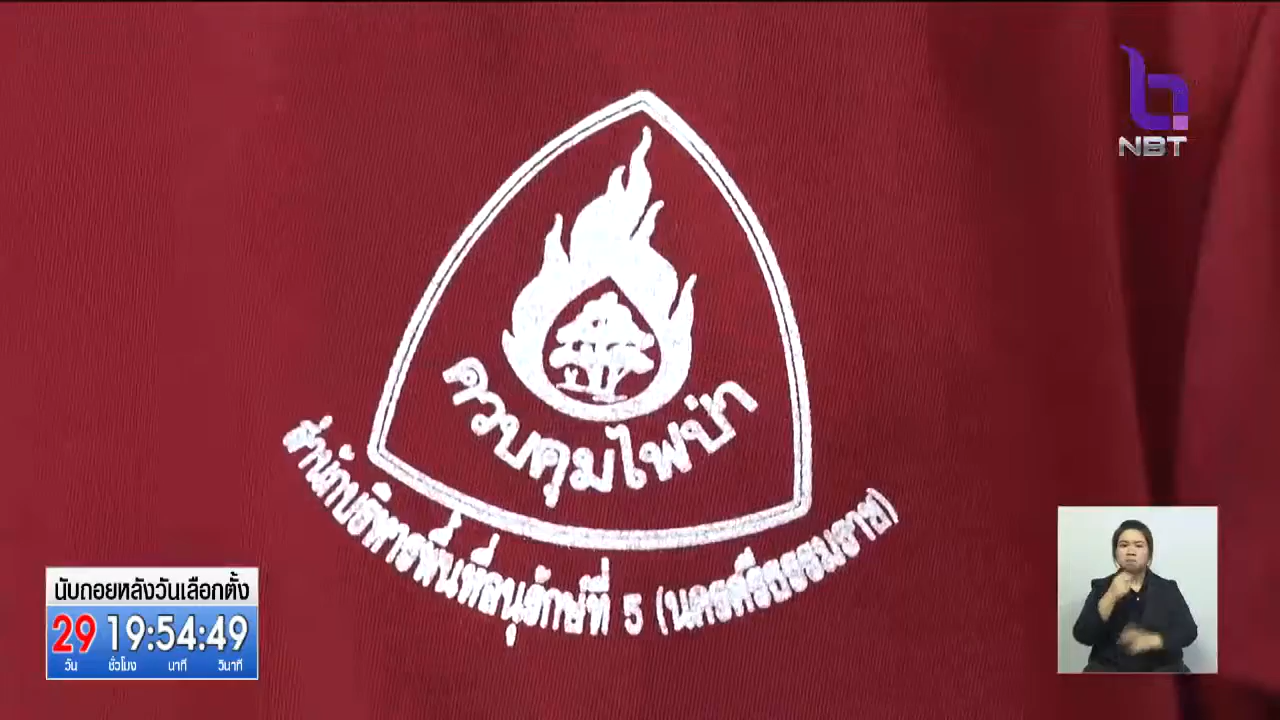 NBT
ควบคุมไฟป่า
สำนักบริหารพื้นที่อนุรักษ์ที่ 5 (นครศรีธรรมราช)
นับถอยหลังวันเลือกตั้ง
29 19:54:49
วัน ชั่วโมง นาที วินาที